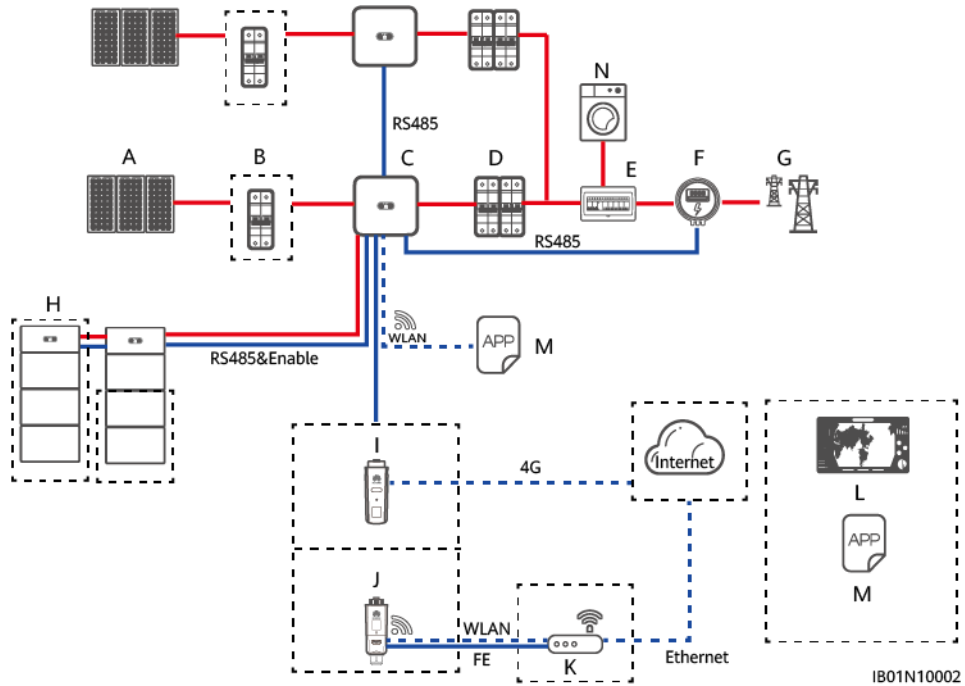 N
RS485
A
B
C
D
E
F
G
RS485
H
WLAN
APP
M
RS485&Enable
I
Internet
4G
L
APP
J
M
WLAN
FE
K
Ethernet
IB01N10002